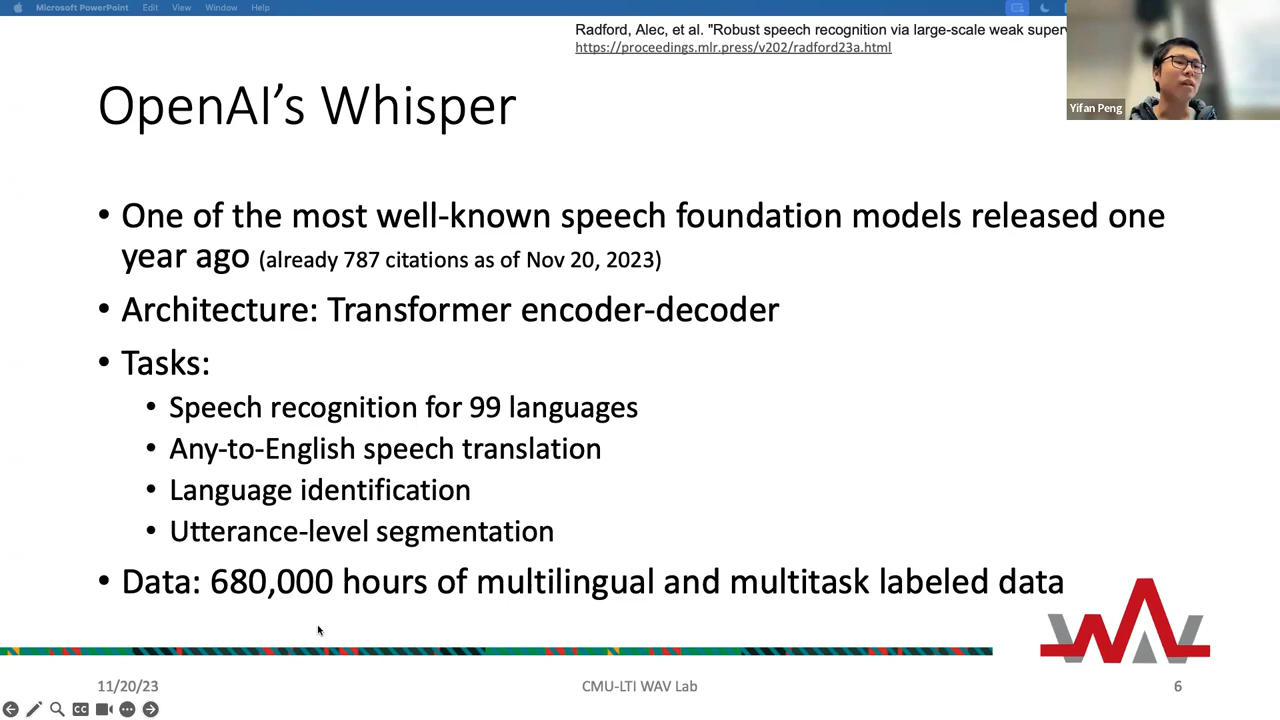 Microsoft PowerPoint Edit View Window Help
Radford, Alec, et al. "Robust speech recognition via large-scale weak superv
https://proceedings.mlr.press/v202/radford23a.html
Yifan Peng
OpenAI’s Whisper
• One of the most well-known speech foundation models released one
year ago (already 787 citations as of Nov 20, 2023)
• Architecture: Transformer encoder-decoder
• Tasks:
• Speech recognition for 99 languages
• Any-to-English speech translation
• Language identification
• Utterance-level segmentation
• Data: 680,000 hours of multilingual and multitask labeled data
WAV
11/20/23 CMU-LTI WAV Lab 6
CC